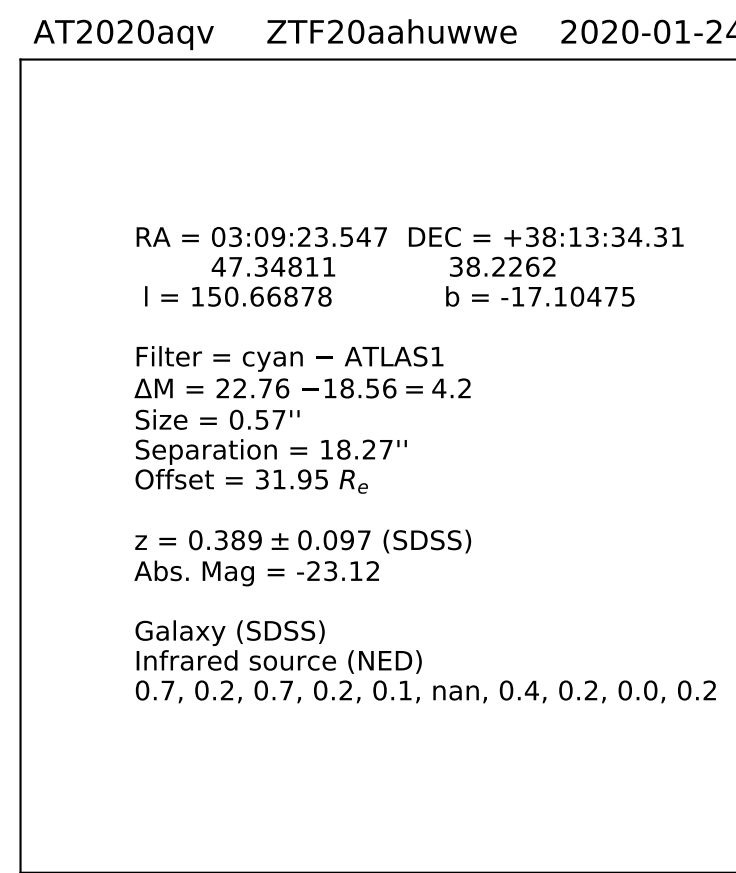 AT2020aqv ZTF20aahuwwe 2020-01-24
RA = 03:09:23.547 DEC = +38:13:34.31
47.34811 38.2262
l = 150.66878 b = -17.10475
Filter = cyan − ATLAS1
ΔM = 22.76 −18.56 = 4.2
Size = 0.57''
Separation = 18.27''
Offset = 31.95 Rₑ
z = 0.389 ± 0.097 (SDSS)
Abs. Mag = -23.12
Galaxy (SDSS)
Infrared source (NED)
0.7, 0.2, 0.7, 0.2, 0.1, nan, 0.4, 0.2, 0.0, 0.2